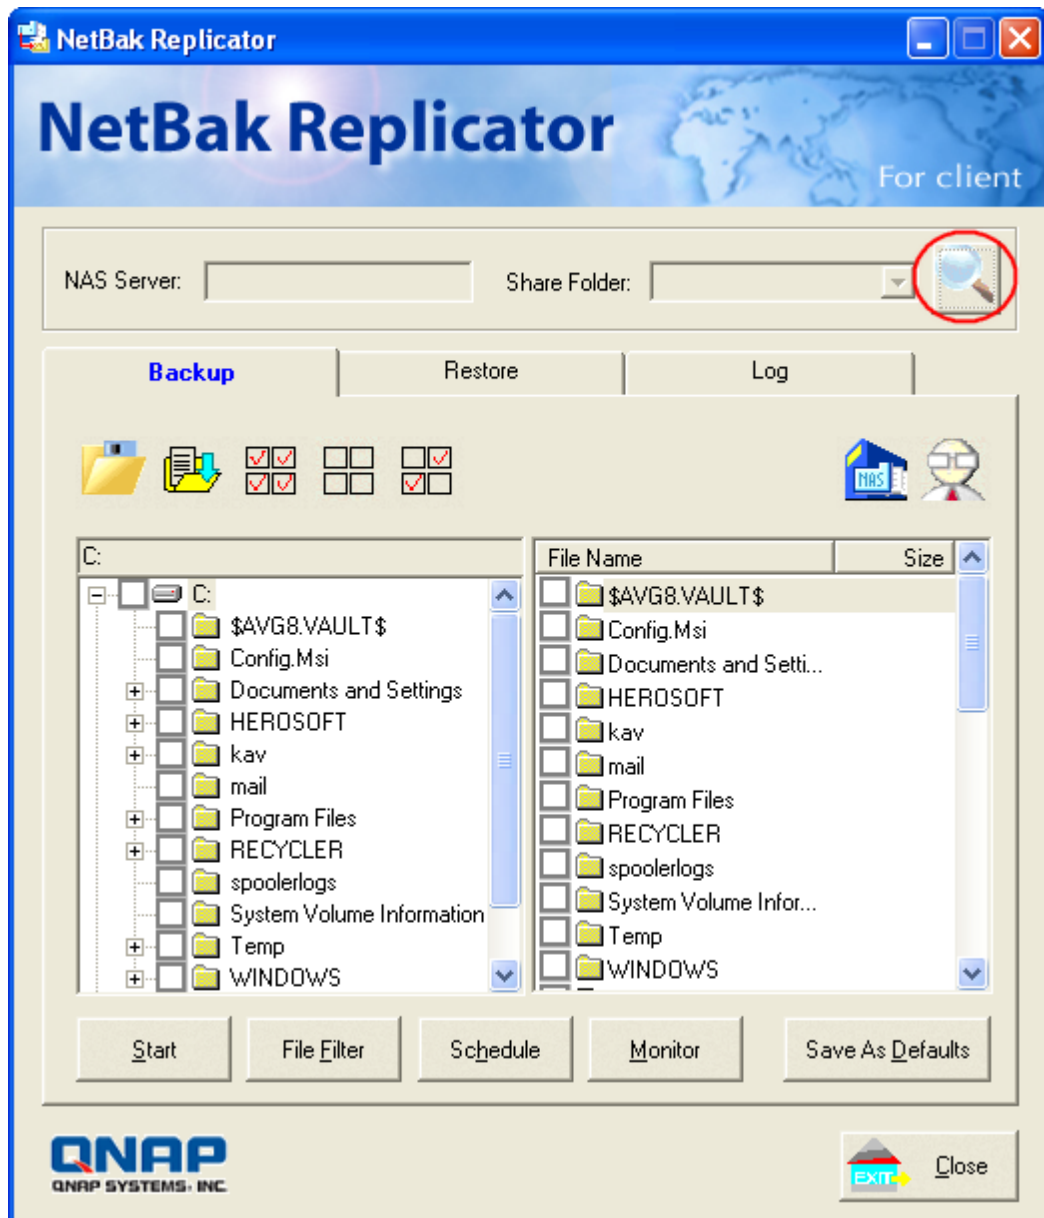 NetBak Replicator
NetBak Replicator
For client
NAS Server:
Share Folder:
Backup
Restore
Log
NAS
C:
C:
$AVG8.VAULT$
Config.Msi
Documents and Settings
HEROSOFT
kav
mail
Program Files
RECYCLER
spoolerlogs
System Volume Information
Temp
WINDOWS
File Name
Size
$AVG8.VAULT$
Config.Msi
Documents and Setti...
HEROSOFT
kav
mail
Program Files
RECYCLER
spoolerlogs
System Volume Infor...
Temp
WINDOWS
Start
File Filter
Schedule
Monitor
Save As Defaults
QNAP
QNAP SYSTEMS, INC.
EXIT
Close